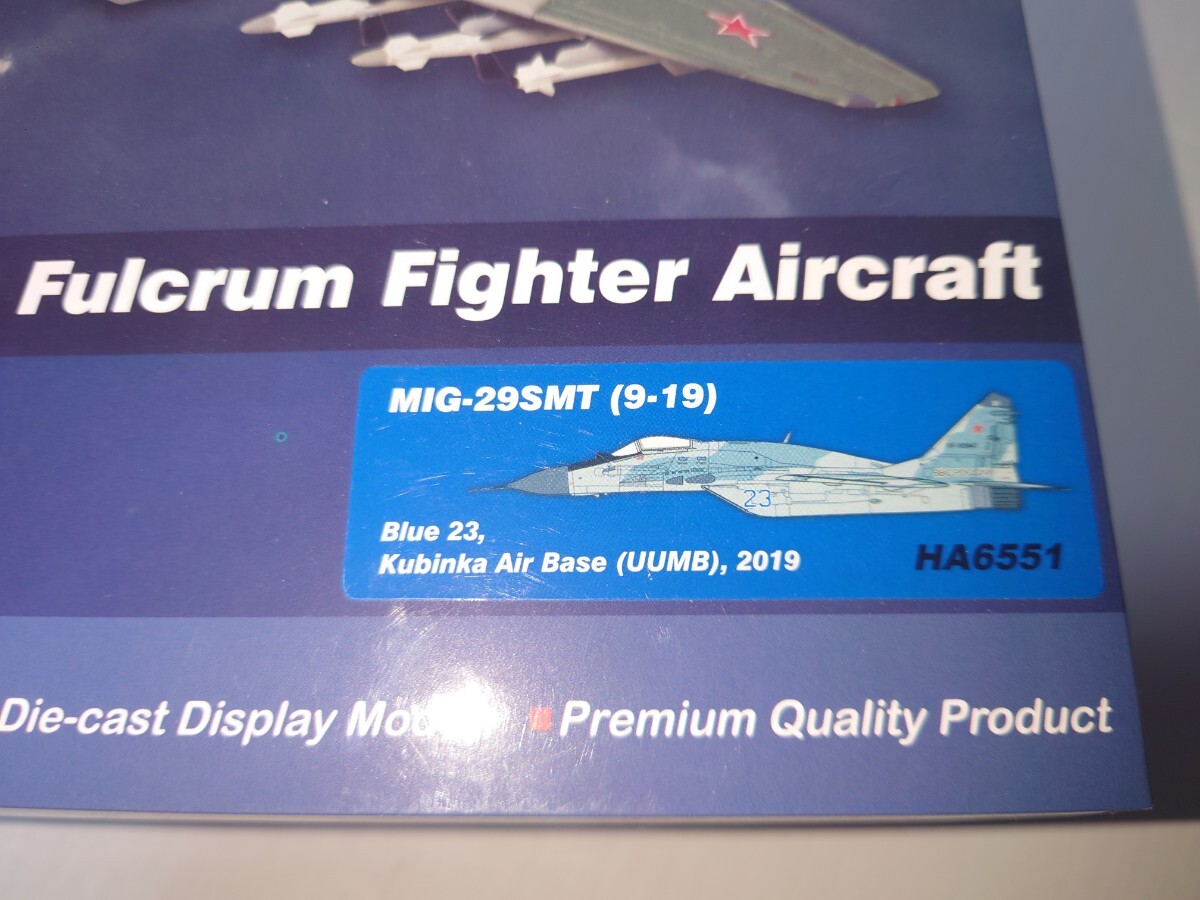 Fulcrum Fighter Aircraft
MIG-29SMT (9-19)
23
Blue 23,
Kubinka Air Base (UUMB), 2019
HA6551
Die-cast Display
Premium Quality Product